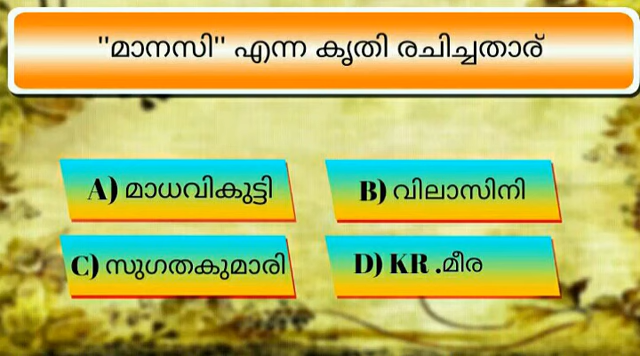 "മാനസി" എന്ന കൃതി രചിച്ചതാര്
A) മാധവികുട്ടി
B) വിലാസിനി
C) സുഗതകുമാരി
D) KR .മീര